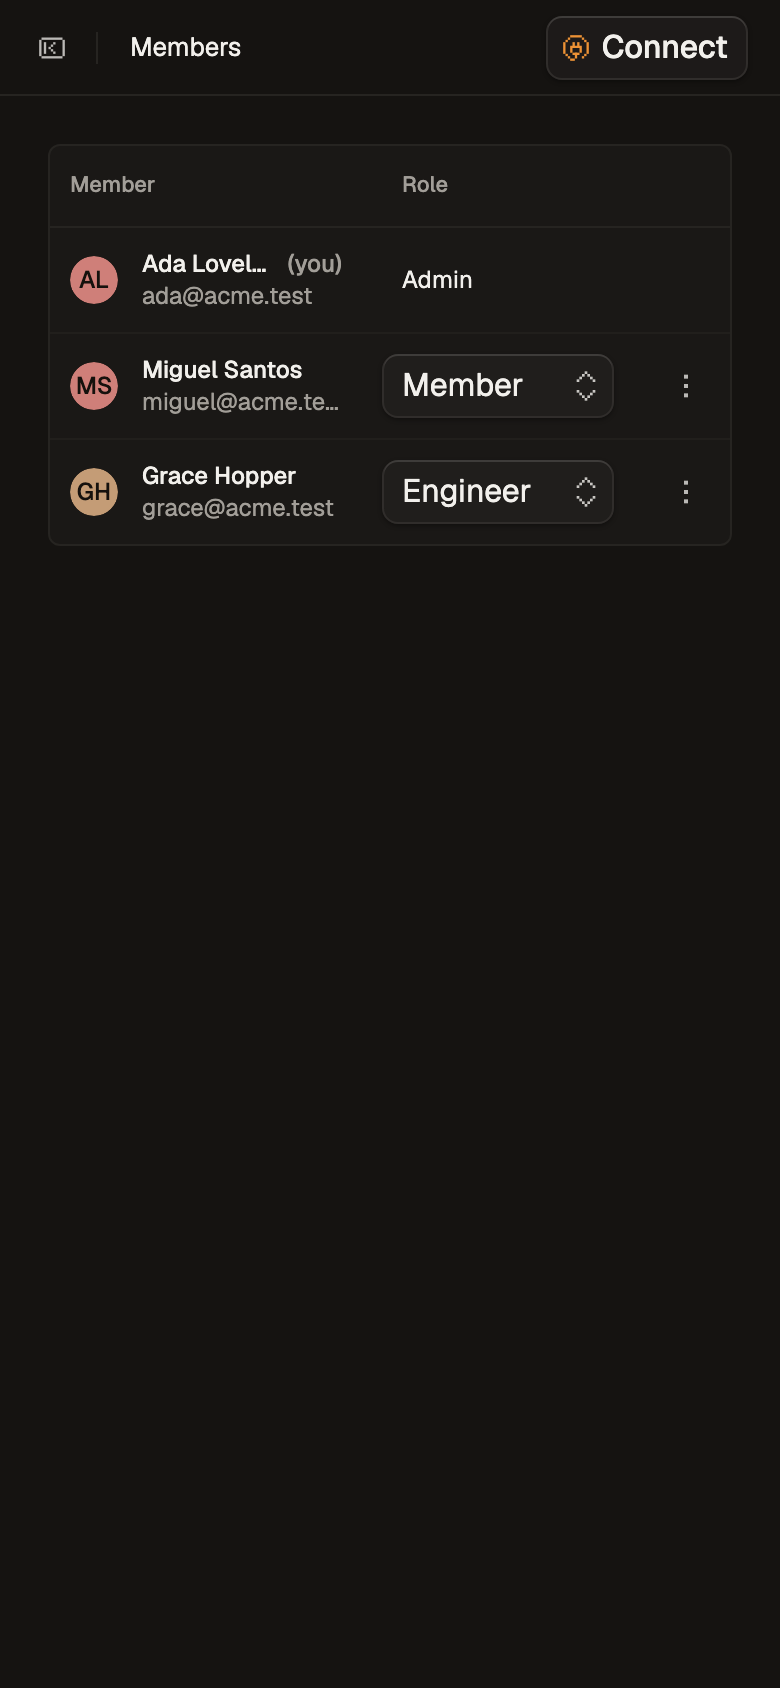 Members
Connect
Member Role
AL Ada Lovel... (you)
ada@acme.test
Admin
MS Miguel Santos
miguel@acme.te...
Member
GH Grace Hopper
grace@acme.test
Engineer